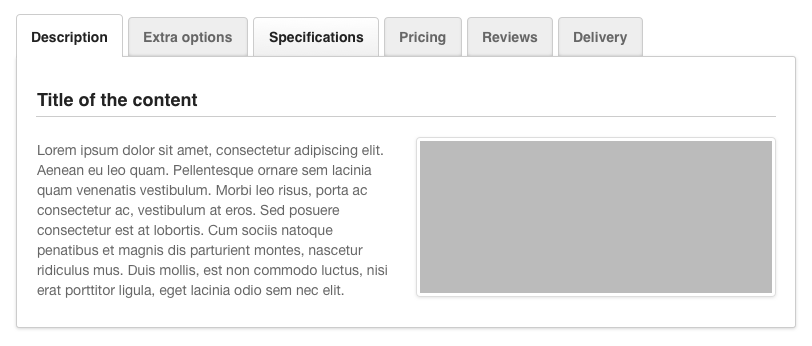 Description Extra options Specifications Pricing Reviews Delivery
Title of the content
Lorem ipsum dolor sit amet, consectetur adipiscing elit.
Aenean eu leo quam. Pellentesque ornare sem lacinia
quam venenatis vestibulum. Morbi leo risus, porta ac
consectetur ac, vestibulum at eros. Sed posuere
consectetur est at lobortis. Cum sociis natoque
penatibus et magnis dis parturient montes, nascetur
ridiculus mus. Duis mollis, est non commodo luctus, nisi
erat porttitor ligula, eget lacinia odio sem nec elit.